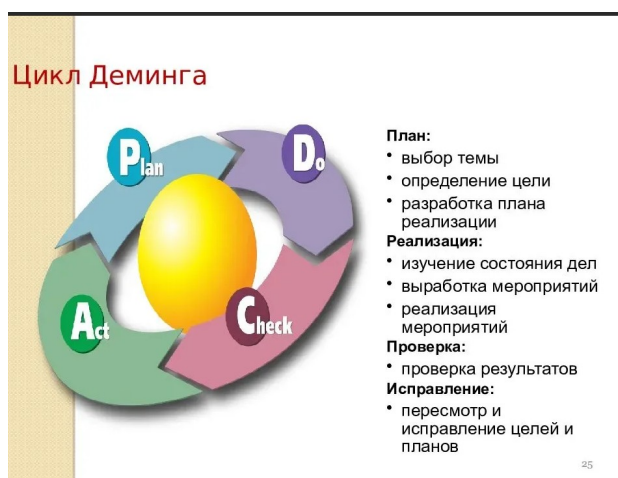 Цикл Деминга
Plan
Do
Act
Check
План:
• выбор темы
• определение цели
• разработка плана
реализации
Реализация:
• изучение состояния дел
• выработка мероприятий
• реализация
мероприятий
Проверка:
• проверка результатов
Исправление:
• пересмотр и
исправление целей и
планов
25